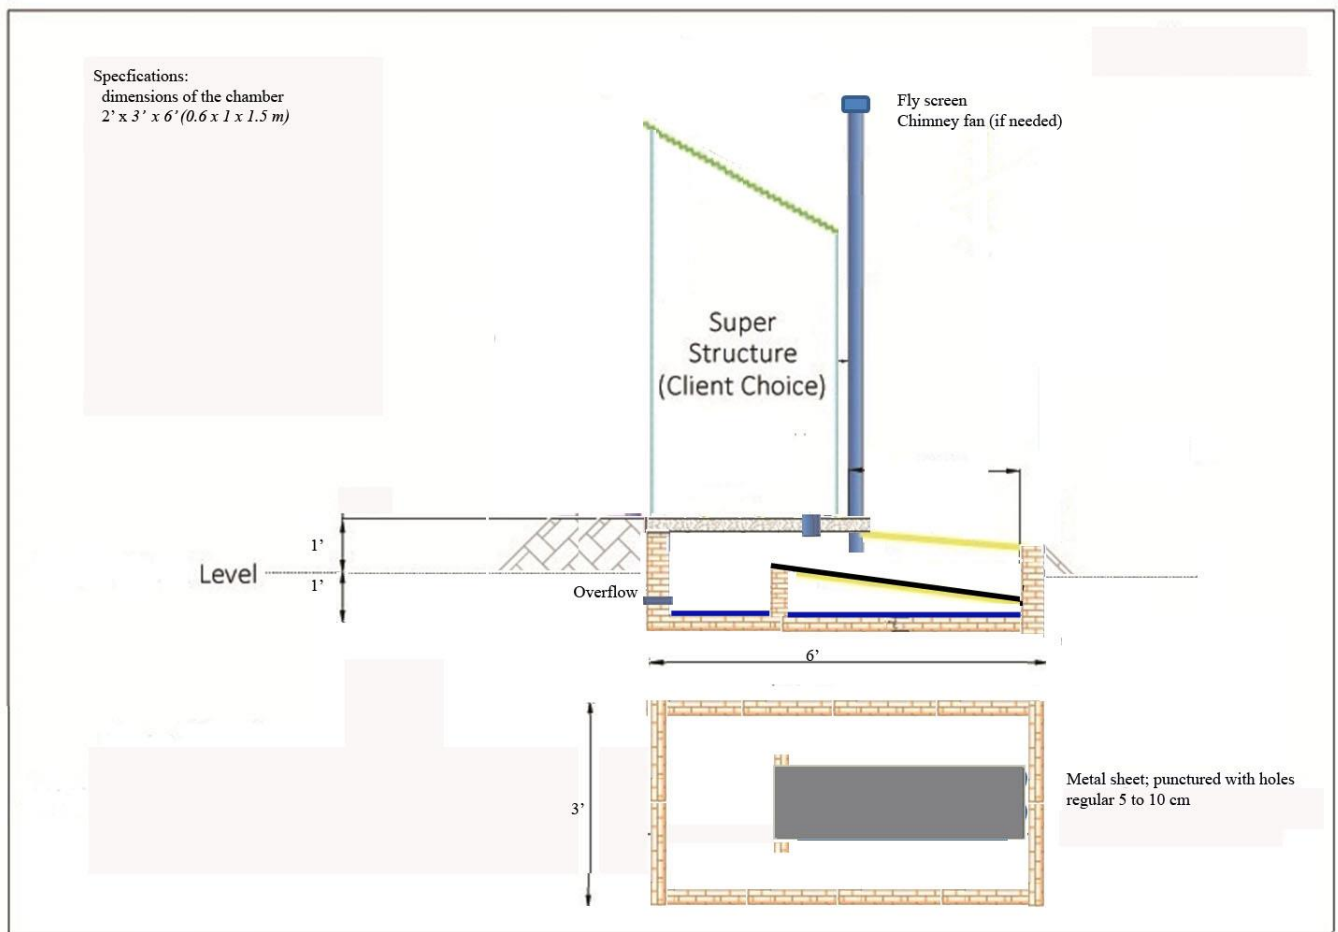 Specfications:
dimensions of the chamber
2' x 3' x 6' (0.6 x 1 x 1.5 m)
Fly screen
Chimney fan (if needed)
Super
Structure
(Client Choice)
1'
Level
1'
Overflow
6'
3'
Metal sheet; punctured with holes
regular 5 to 10 cm